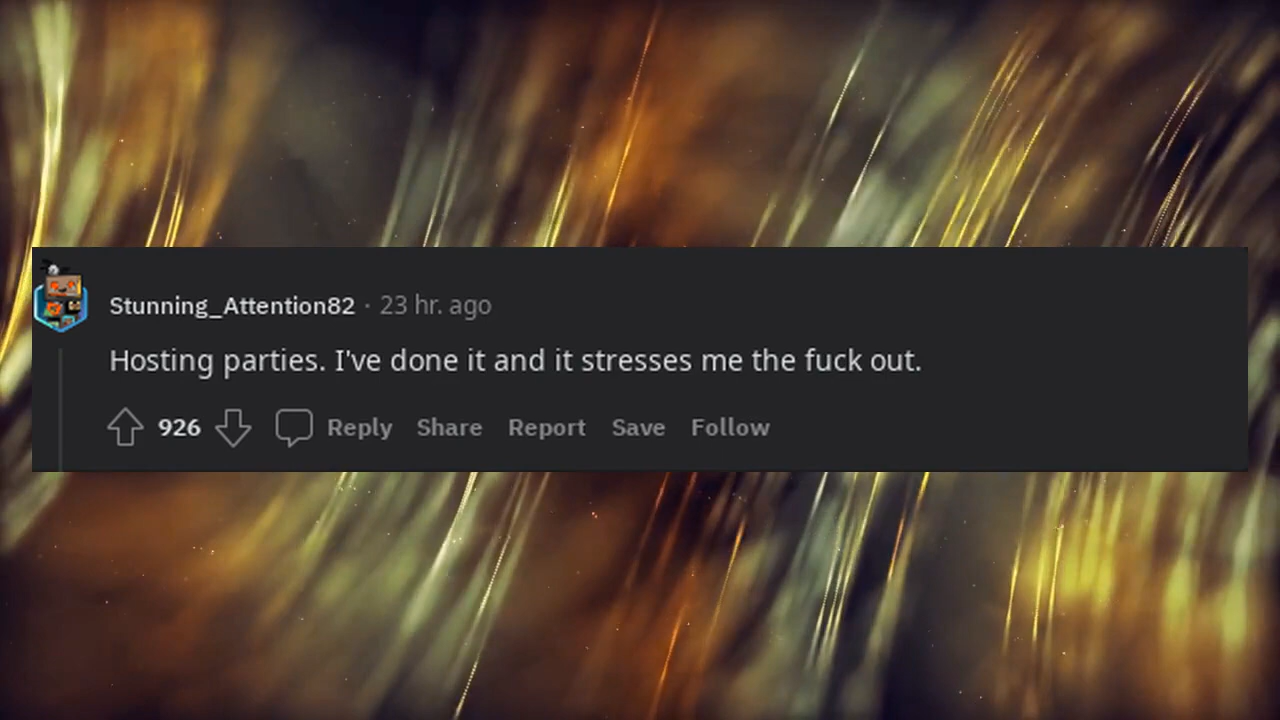 Stunning_Attention82 · 23 hr. ago
Hosting parties. I've done it and it stresses me the fuck out.
926 Reply Share Report Save Follow